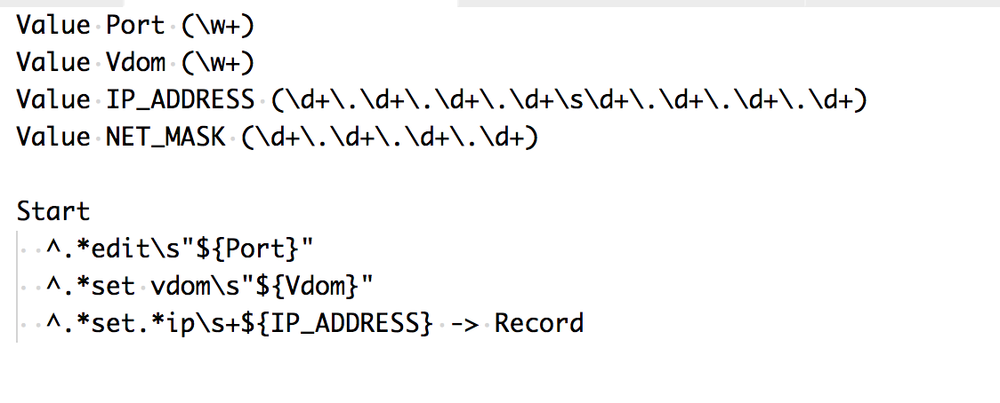 Value Port (\w+)
Value Vdom (\w+)
Value IP_ADDRESS (\d+\.\d+\.\d+\.\d+\s\d+\.\d+\.\d+\.\d+)
Value NET_MASK (\d+\.\d+\.\d+\.\d+)
Start
^.*edit\s"${Port}"
^.*set vdom\s"${Vdom}"
^.*set.*ip\s+${IP_ADDRESS} -> Record